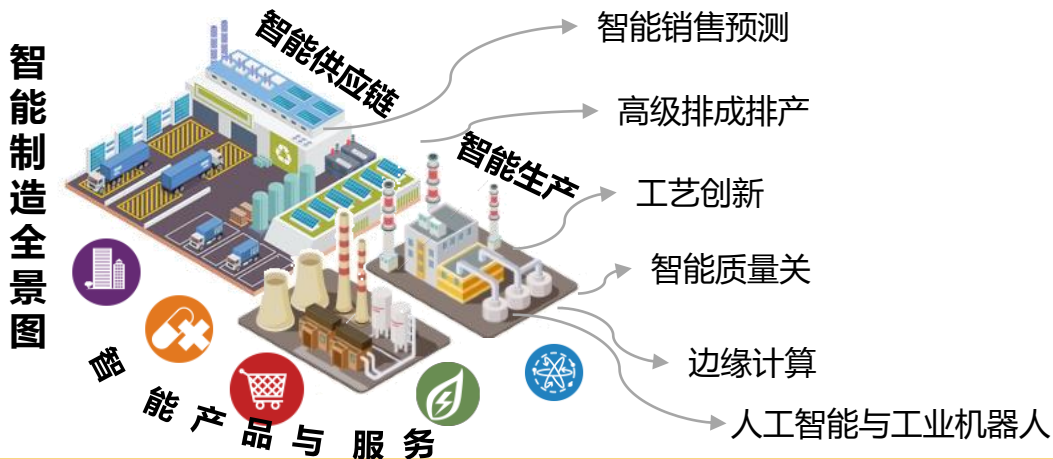 智能制造全景图
智能供应链
智能生产
智能产品与服务
智能销售预测
高级排成排产
工艺创新
智能质量关
边缘计算
人工智能与工业机器人